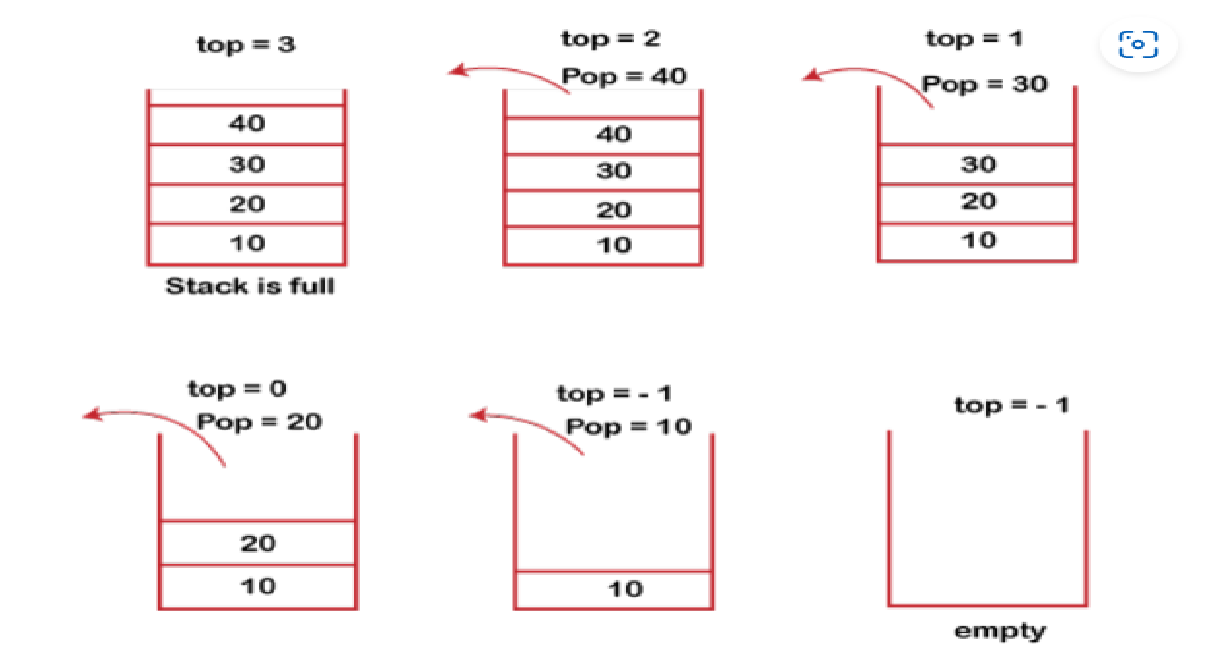 top = 3
40
30
20
10
Stack is full
top = 2
Pop = 40
40
30
20
10
top = 1
Pop = 30
30
20
10
top = 0
Pop = 20
20
10
top = - 1
Pop = 10
10
top = - 1
empty